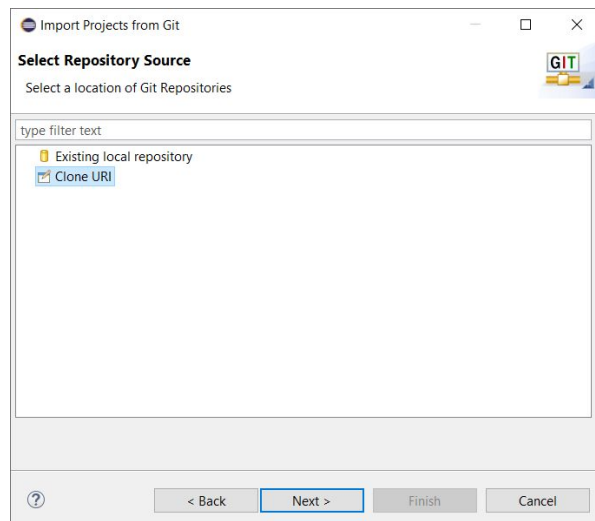 Import Projects from Git
Select Repository Source
Select a location of Git Repositories
GIT
type filter text
Existing local repository
Clone URI
?
< Back
Next >
Finish
Cancel